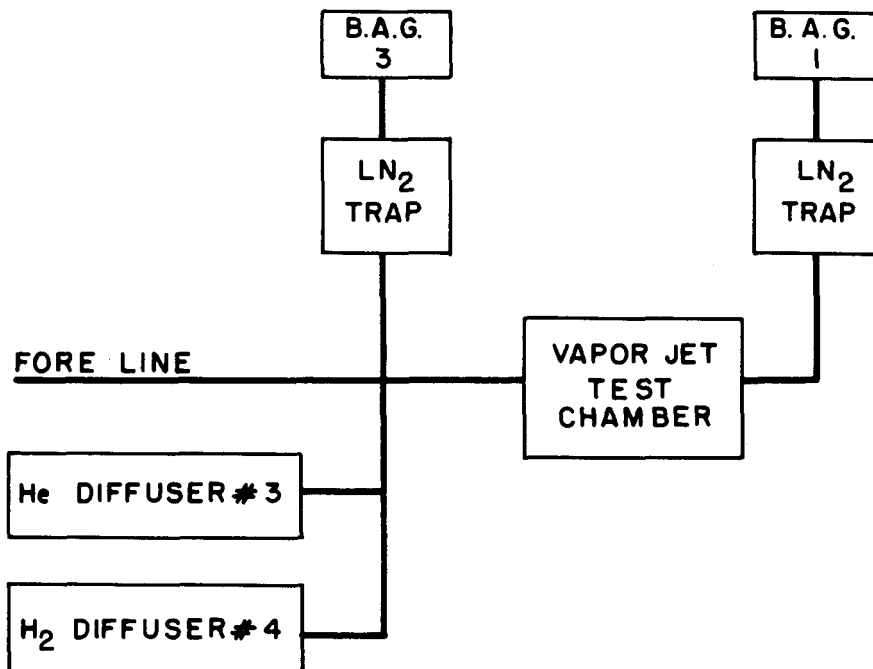 B.A.G.
3
B. A. G.
1
LN₂
TRAP
LN₂
TRAP
FORE LINE
VAPOR JET
TEST
CHAMBER
He DIFFUSER # 3
H₂ DIFFUSER # 4